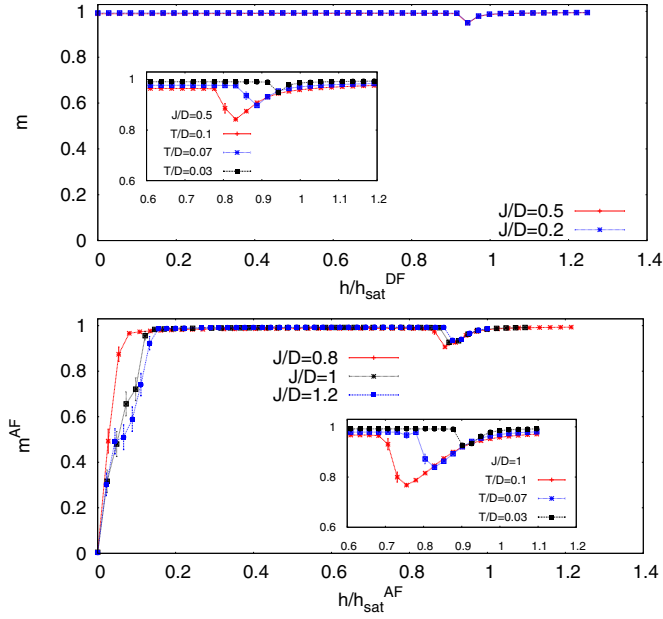 m
1
0.8
0.6
0.4
0.2
0
1
0.8
0.6
J/D=0.5
T/D=0.1
T/D=0.07
T/D=0.03
0.6 0.7 0.8 0.9 1 1.1 1.2
J/D=0.5
J/D=0.2
0 0.2 0.4 0.6 0.8 1 1.2 1.4
h/h_sat^DF
m^AF
1
0.8
0.6
0.4
0.2
0
J/D=0.8
J/D=1
J/D=1.2
1
0.8
0.6
J/D=1
T/D=0.1
T/D=0.07
T/D=0.03
0.6 0.7 0.8 0.9 1 1.1 1.2
0 0.2 0.4 0.6 0.8 1 1.2 1.4
h/h_sat^AF